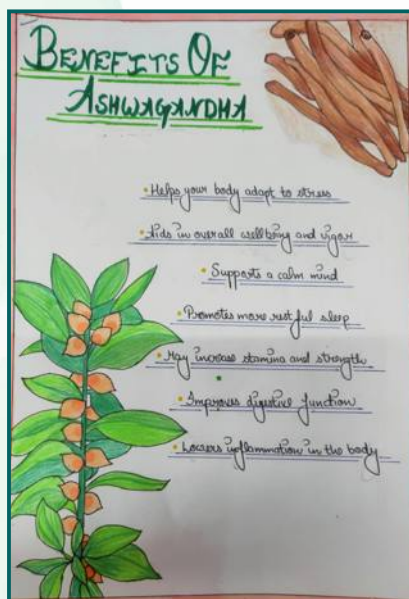 BENEFITS OF
ASHWAGANDHA
• Helps your body adapt to stress
• Aids in overall wellbeing and vigor
• Supports a calm mind
• Promotes more restful sleep
• May increase stamina and strength
• Improves digestive function
• Lowers inflammation in the body